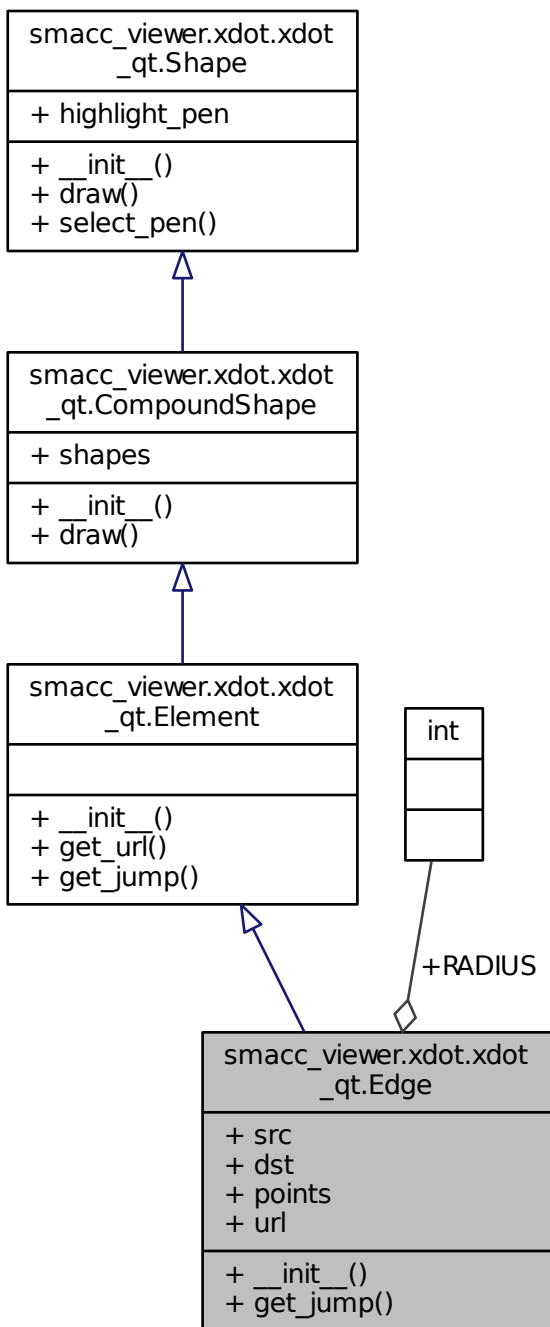 smacc_viewer.xdot.xdot
_qt.Shape
+ highlight_pen
+ __init__()
+ draw()
+ select_pen()
smacc_viewer.xdot.xdot
_qt.CompoundShape
+ shapes
+ __init__()
+ draw()
smacc_viewer.xdot.xdot
_qt.Element
+ __init__()
+ get_url()
+ get_jump()
int
+RADIUS
smacc_viewer.xdot.xdot
_qt.Edge
+ src
+ dst
+ points
+ url
+ __init__()
+ get_jump()